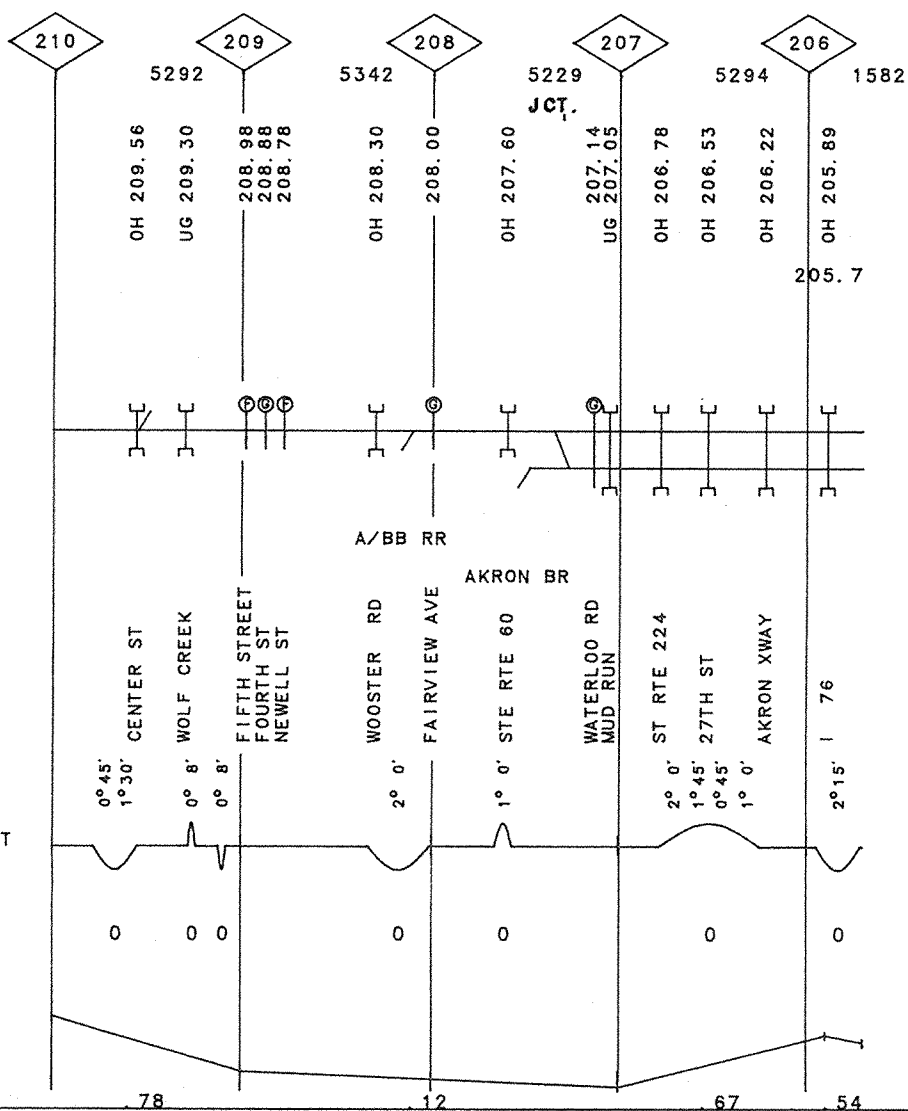 210 209 208 207 206
5292 5342 5229 5294 1582
JCT.
OH 209.56
UG 209.30
208.98
208.88
208.78
OH 208.30
208.00
OH 207.60
207.14
UG 207.05
OH 206.78
OH 206.53
OH 206.22
OH 205.89
205.7
F G F G G
A/BB RR
AKRON BR
CENTER ST
WOLF CREEK
FIFTH STREET
FOURTH ST
NEWELL ST
WOOSTER RD
FAIRVIEW AVE
STE RTE 60
WATERLOO RD
MUD RUN
ST RTE 224
27TH ST
AKRON XWAY
I 76
0°45'
1°30'
0° 8'
0° 8'
2° 0'
1° 0'
2° 0'
1°45'
0°45'
1° 0'
2°15'
T
0 0 0 0 0 0 0
.78 .12 .67 .54